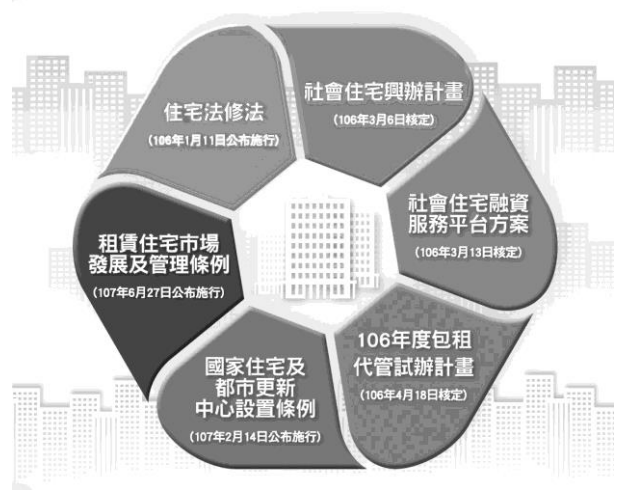 住宅法修法
(106年1月11日公布施行)
社會住宅興辦計畫
(106年3月6日核定)
社會住宅融資
服務平台方案
(106年3月13日核定)
106年度包租
代管試辦計畫
(106年4月18日核定)
國家住宅及
都市更新
中心設置條例
(107年2月14日公布施行)
租賃住宅市場
發展及管理條例
(107年6月27日公布施行)